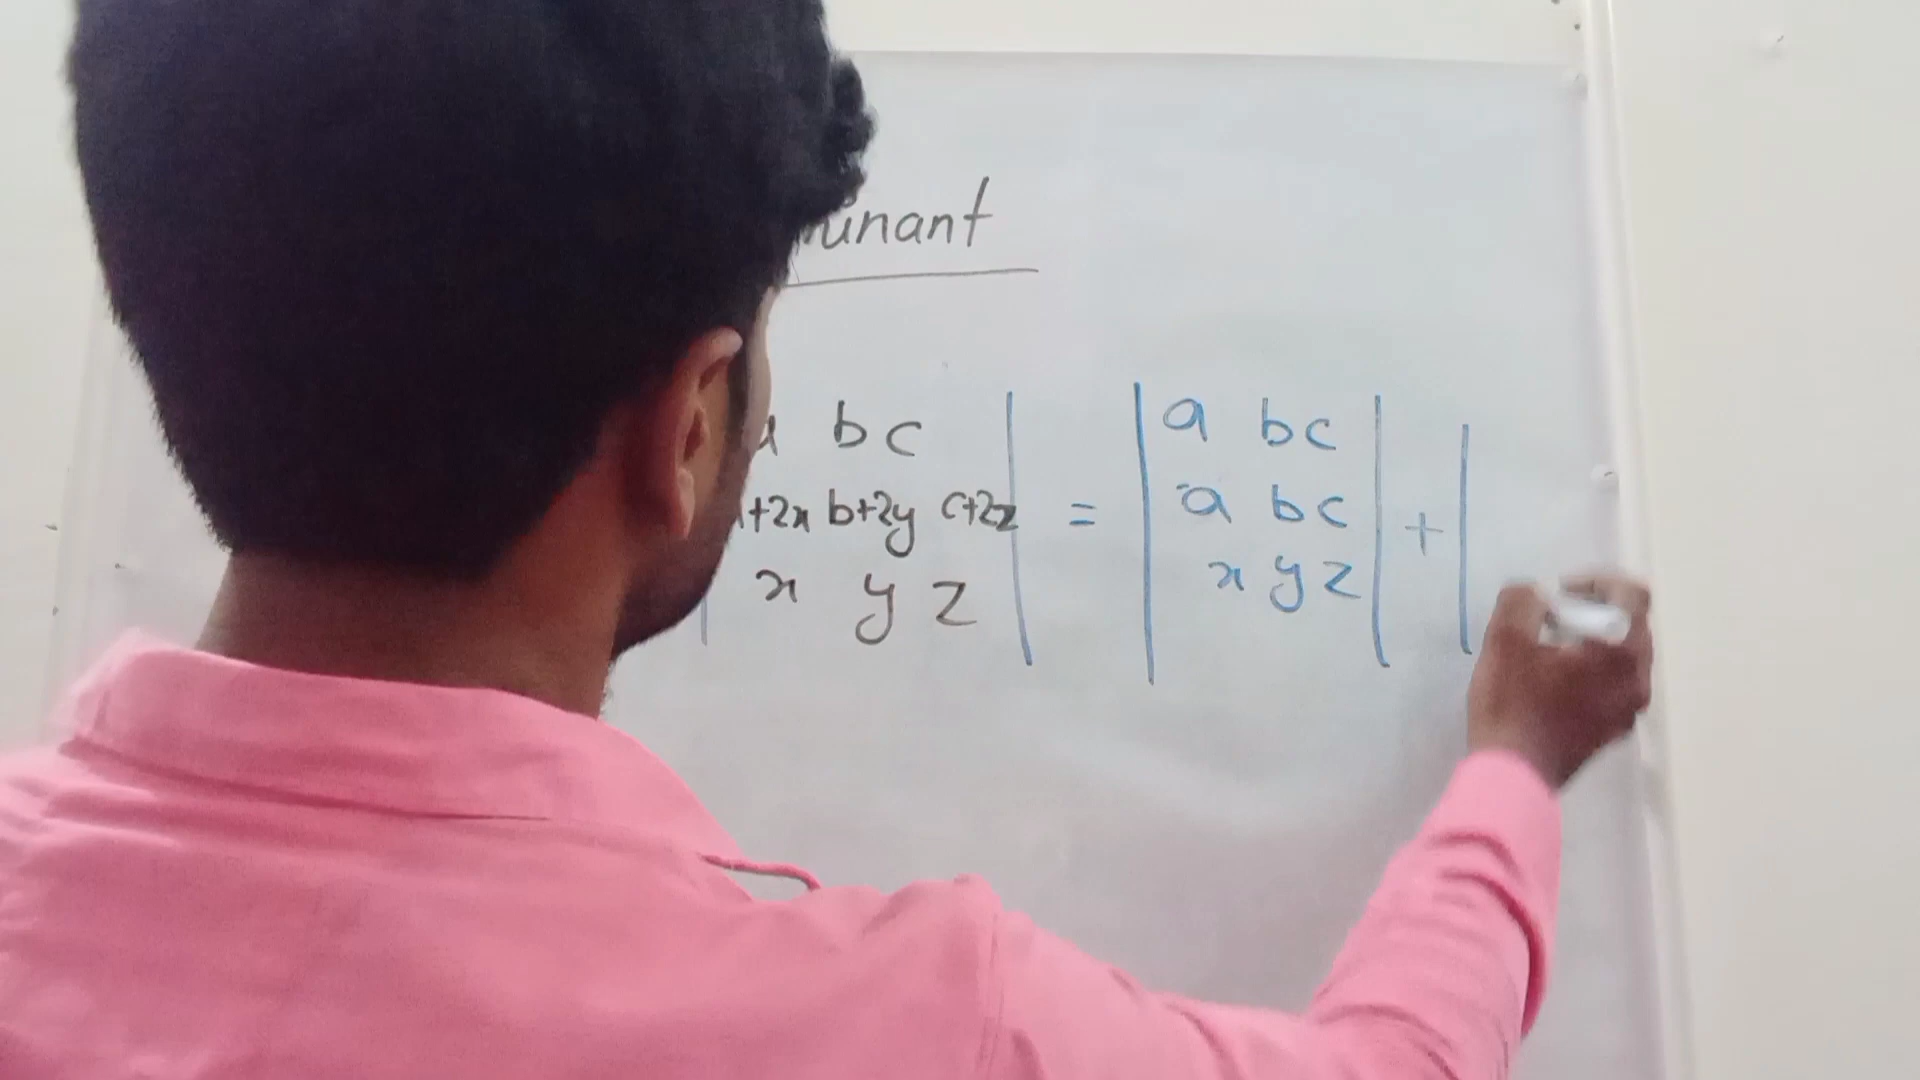 minant
a b c
+2x b+2y c+2z
x y z
=
a b c
a b c
x y z
+